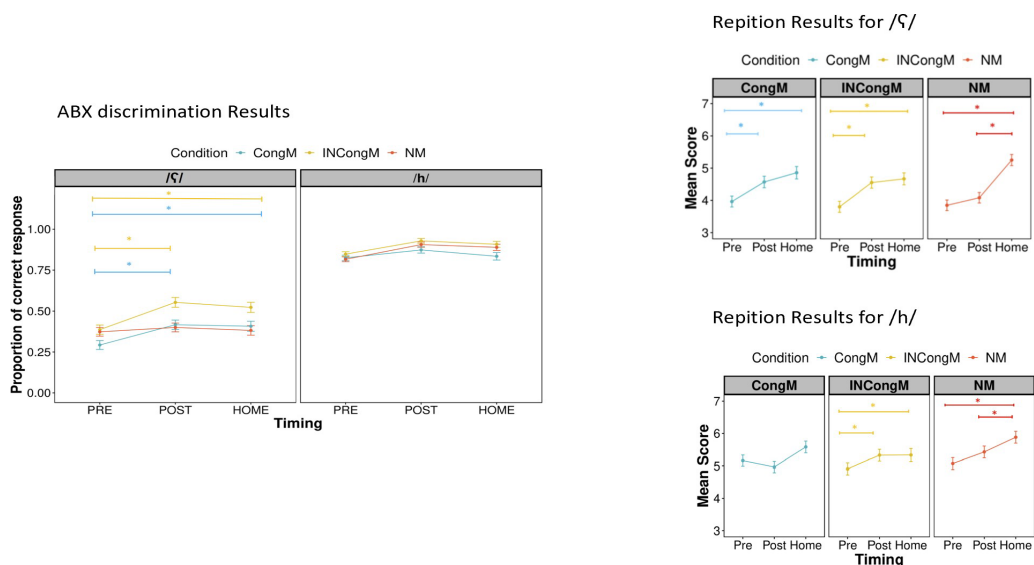 ABX discrimination Results
Condition CongM INCongM NM
/ʕ/ /h/
* * * *
Proportion of correct response
1.00
0.75
0.50
0.25
0.00
PRE POST HOME PRE POST HOME
Timing
Repition Results for /ʕ/
Condition CongM INCongM NM
CongM INCongM NM
* * * * * *
Mean Score
7
6
5
4
3
Pre Post Home Pre Post Home Pre Post Home
Timing
Repition Results for /h/
Condition CongM INCongM NM
CongM INCongM NM
* * * *
Mean Score
7
6
5
4
3
Pre Post Home Pre Post Home Pre Post Home
Timing